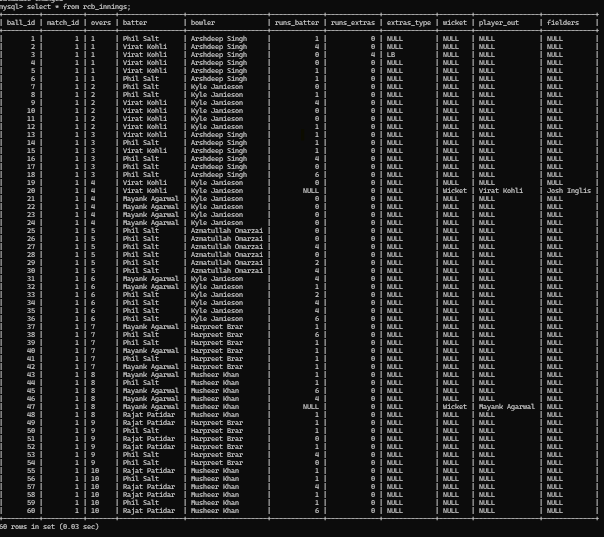 mysql> select * from rcb_innings;
| ball_id | match_id | overs | batter | bowler | runs_batter | runs_extras | extras_type | wicket | player_out | fielders |
| 1 | 1 | 1 | Phil Salt | Arshdeep Singh | 1 | 0 | NULL | NULL | NULL | NULL |
| 2 | 1 | 1 | Virat Kohli | Arshdeep Singh | 4 | 0 | NULL | NULL | NULL | NULL |
| 3 | 1 | 1 | Virat Kohli | Arshdeep Singh | 0 | 4 | LB | NULL | NULL | NULL |
| 4 | 1 | 1 | Virat Kohli | Arshdeep Singh | 0 | 0 | NULL | NULL | NULL | NULL |
| 5 | 1 | 1 | Virat Kohli | Arshdeep Singh | 1 | 0 | NULL | NULL | NULL | NULL |
| 6 | 1 | 1 | Phil Salt | Arshdeep Singh | 1 | 0 | NULL | NULL | NULL | NULL |
| 7 | 1 | 2 | Phil Salt | Kyle Jamieson | 0 | 0 | NULL | NULL | NULL | NULL |
| 8 | 1 | 2 | Phil Salt | Kyle Jamieson | 1 | 0 | NULL | NULL | NULL | NULL |
| 9 | 1 | 2 | Virat Kohli | Kyle Jamieson | 4 | 0 | NULL | NULL | NULL | NULL |
| 10 | 1 | 2 | Virat Kohli | Kyle Jamieson | 0 | 0 | NULL | NULL | NULL | NULL |
| 11 | 1 | 2 | Virat Kohli | Kyle Jamieson | 0 | 0 | NULL | NULL | NULL | NULL |
| 12 | 1 | 2 | Virat Kohli | Kyle Jamieson | 1 | 0 | NULL | NULL | NULL | NULL |
| 13 | 1 | 3 | Virat Kohli | Arshdeep Singh | 1 | 0 | NULL | NULL | NULL | NULL |
| 14 | 1 | 3 | Phil Salt | Arshdeep Singh | 1 | 0 | NULL | NULL | NULL | NULL |
| 15 | 1 | 3 | Virat Kohli | Arshdeep Singh | 1 | 0 | NULL | NULL | NULL | NULL |
| 16 | 1 | 3 | Phil Salt | Arshdeep Singh | 4 | 0 | NULL | NULL | NULL | NULL |
| 17 | 1 | 3 | Phil Salt | Arshdeep Singh | 0 | 0 | NULL | NULL | NULL | NULL |
| 18 | 1 | 3 | Phil Salt | Arshdeep Singh | 6 | 0 | NULL | NULL | NULL | NULL |
| 19 | 1 | 4 | Virat Kohli | Kyle Jamieson | 0 | 0 | NULL | NULL | NULL | NULL |
| 20 | 1 | 4 | Virat Kohli | Kyle Jamieson | NULL | 0 | NULL | Wicket | Virat Kohli | Josh Inglis |
| 21 | 1 | 4 | Mayank Agarwal | Kyle Jamieson | 0 | 0 | NULL | NULL | NULL | NULL |
| 22 | 1 | 4 | Mayank Agarwal | Kyle Jamieson | 0 | 0 | NULL | NULL | NULL | NULL |
| 23 | 1 | 4 | Mayank Agarwal | Kyle Jamieson | 0 | 0 | NULL | NULL | NULL | NULL |
| 24 | 1 | 4 | Mayank Agarwal | Kyle Jamieson | 0 | 0 | NULL | NULL | NULL | NULL |
| 25 | 1 | 5 | Phil Salt | Azmatullah Omarzai | 0 | 0 | NULL | NULL | NULL | NULL |
| 26 | 1 | 5 | Phil Salt | Azmatullah Omarzai | 0 | 0 | NULL | NULL | NULL | NULL |
| 27 | 1 | 5 | Phil Salt | Azmatullah Omarzai | 4 | 0 | NULL | NULL | NULL | NULL |
| 28 | 1 | 5 | Phil Salt | Azmatullah Omarzai | 0 | 0 | NULL | NULL | NULL | NULL |
| 29 | 1 | 5 | Phil Salt | Azmatullah Omarzai | 2 | 0 | NULL | NULL | NULL | NULL |
| 30 | 1 | 5 | Phil Salt | Azmatullah Omarzai | 4 | 0 | NULL | NULL | NULL | NULL |
| 31 | 1 | 6 | Mayank Agarwal | Kyle Jamieson | 4 | 0 | NULL | NULL | NULL | NULL |
| 32 | 1 | 6 | Mayank Agarwal | Kyle Jamieson | 1 | 0 | NULL | NULL | NULL | NULL |
| 33 | 1 | 6 | Phil Salt | Kyle Jamieson | 2 | 0 | NULL | NULL | NULL | NULL |
| 34 | 1 | 6 | Phil Salt | Kyle Jamieson | 4 | 0 | NULL | NULL | NULL | NULL |
| 35 | 1 | 6 | Phil Salt | Kyle Jamieson | 4 | 0 | NULL | NULL | NULL | NULL |
| 36 | 1 | 6 | Phil Salt | Kyle Jamieson | 6 | 0 | NULL | NULL | NULL | NULL |
| 37 | 1 | 7 | Mayank Agarwal | Harpreet Brar | 1 | 0 | NULL | NULL | NULL | NULL |
| 38 | 1 | 7 | Phil Salt | Harpreet Brar | 6 | 0 | NULL | NULL | NULL | NULL |
| 39 | 1 | 7 | Phil Salt | Harpreet Brar | 1 | 0 | NULL | NULL | NULL | NULL |
| 40 | 1 | 7 | Mayank Agarwal | Harpreet Brar | 1 | 0 | NULL | NULL | NULL | NULL |
| 41 | 1 | 7 | Phil Salt | Harpreet Brar | 1 | 0 | NULL | NULL | NULL | NULL |
| 42 | 1 | 7 | Mayank Agarwal | Harpreet Brar | 1 | 0 | NULL | NULL | NULL | NULL |
| 43 | 1 | 8 | Mayank Agarwal | Musheer Khan | 1 | 0 | NULL | NULL | NULL | NULL |
| 44 | 1 | 8 | Phil Salt | Musheer Khan | 1 | 0 | NULL | NULL | NULL | NULL |
| 45 | 1 | 8 | Mayank Agarwal | Musheer Khan | 6 | 0 | NULL | NULL | NULL | NULL |
| 46 | 1 | 8 | Mayank Agarwal | Musheer Khan | 4 | 0 | NULL | NULL | NULL | NULL |
| 47 | 1 | 8 | Mayank Agarwal | Musheer Khan | NULL | 0 | NULL | Wicket | Mayank Agarwal | NULL |
| 48 | 1 | 8 | Rajat Patidar | Musheer Khan | 1 | 0 | NULL | NULL | NULL | NULL |
| 49 | 1 | 9 | Rajat Patidar | Harpreet Brar | 1 | 0 | NULL | NULL | NULL | NULL |
| 50 | 1 | 9 | Phil Salt | Harpreet Brar | 1 | 0 | NULL | NULL | NULL | NULL |
| 51 | 1 | 9 | Rajat Patidar | Harpreet Brar | 0 | 0 | NULL | NULL | NULL | NULL |
| 52 | 1 | 9 | Rajat Patidar | Harpreet Brar | 1 | 0 | NULL | NULL | NULL | NULL |
| 53 | 1 | 9 | Phil Salt | Harpreet Brar | 4 | 0 | NULL | NULL | NULL | NULL |
| 54 | 1 | 9 | Phil Salt | Harpreet Brar | 0 | 0 | NULL | NULL | NULL | NULL |
| 55 | 1 | 10 | Rajat Patidar | Musheer Khan | 1 | 0 | NULL | NULL | NULL | NULL |
| 56 | 1 | 10 | Phil Salt | Musheer Khan | 1 | 0 | NULL | NULL | NULL | NULL |
| 57 | 1 | 10 | Rajat Patidar | Musheer Khan | 4 | 0 | NULL | NULL | NULL | NULL |
| 58 | 1 | 10 | Rajat Patidar | Musheer Khan | 1 | 0 | NULL | NULL | NULL | NULL |
| 59 | 1 | 10 | Phil Salt | Musheer Khan | 1 | 0 | NULL | NULL | NULL | NULL |
| 60 | 1 | 10 | Rajat Patidar | Musheer Khan | 6 | 0 | NULL | NULL | NULL | NULL |
60 rows in set (0.03 sec)